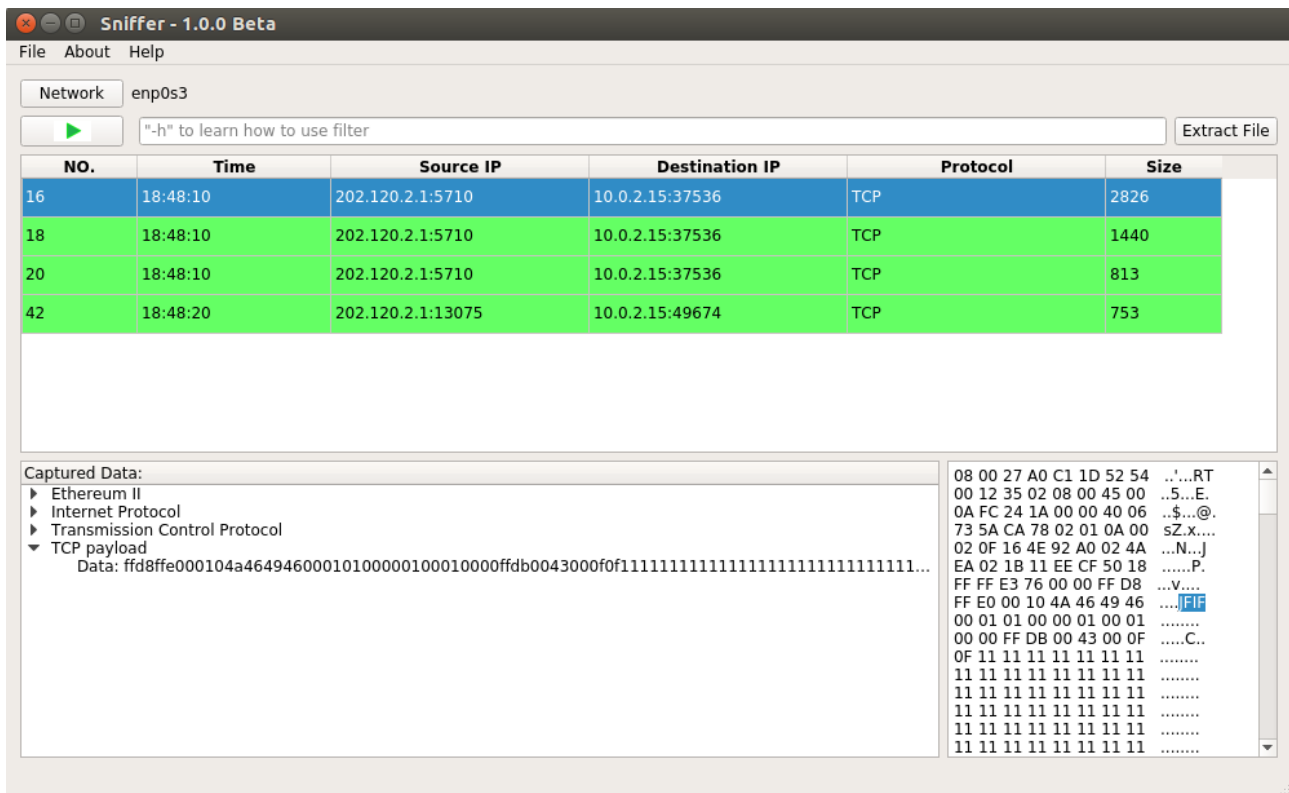 Sniffer - 1.0.0 Beta
File About Help
Network enp0s3
"-h" to learn how to use filter Extract File
NO. Time Source IP Destination IP Protocol Size
16 18:48:10 202.120.2.1:5710 10.0.2.15:37536 TCP 2826
18 18:48:10 202.120.2.1:5710 10.0.2.15:37536 TCP 1440
20 18:48:10 202.120.2.1:5710 10.0.2.15:37536 TCP 813
42 18:48:20 202.120.2.1:13075 10.0.2.15:49674 TCP 753
Captured Data:
Ethereum II
Internet Protocol
Transmission Control Protocol
TCP payload
Data: ffd8ffe000104a46494600010100000100010000ffdb0043000f0f1111111111111111111111111111111...
08 00 27 A0 C1 1D 52 54 ..'...RT
00 12 35 02 08 00 45 00 ..5...E.
0A FC 24 1A 00 00 40 06 ..$...@.
73 5A CA 78 02 01 0A 00 sZ.x....
02 0F 16 4E 92 A0 02 4A ...N...J
EA 02 1B 11 EE CF 50 18 ......P.
FF FF E3 76 00 00 FF D8 ...v....
FF E0 00 10 4A 46 49 46 ....JFIF
00 01 01 00 00 01 00 01 ........
00 00 FF DB 00 43 00 0F .....C..
0F 11 11 11 11 11 11 11 ........
11 11 11 11 11 11 11 11 ........
11 11 11 11 11 11 11 11 ........
11 11 11 11 11 11 11 11 ........
11 11 11 11 11 11 11 11 ........
11 11 11 11 11 11 11 11 ........